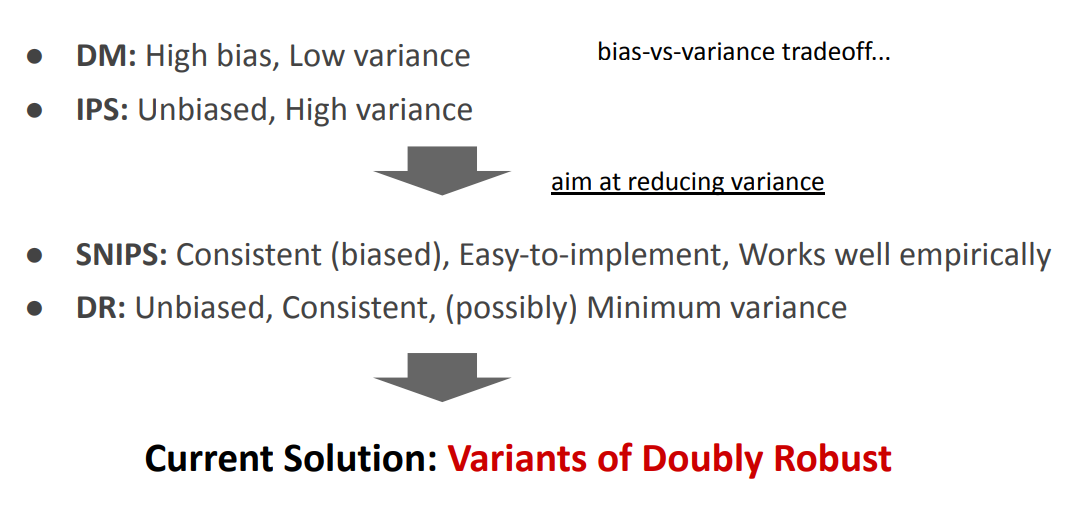 ● DM: High bias, Low variance
bias-vs-variance tradeoff...
● IPS: Unbiased, High variance
aim at reducing variance
● SNIPS: Consistent (biased), Easy-to-implement, Works well empirically
● DR: Unbiased, Consistent, (possibly) Minimum variance
Current Solution: Variants of Doubly Robust